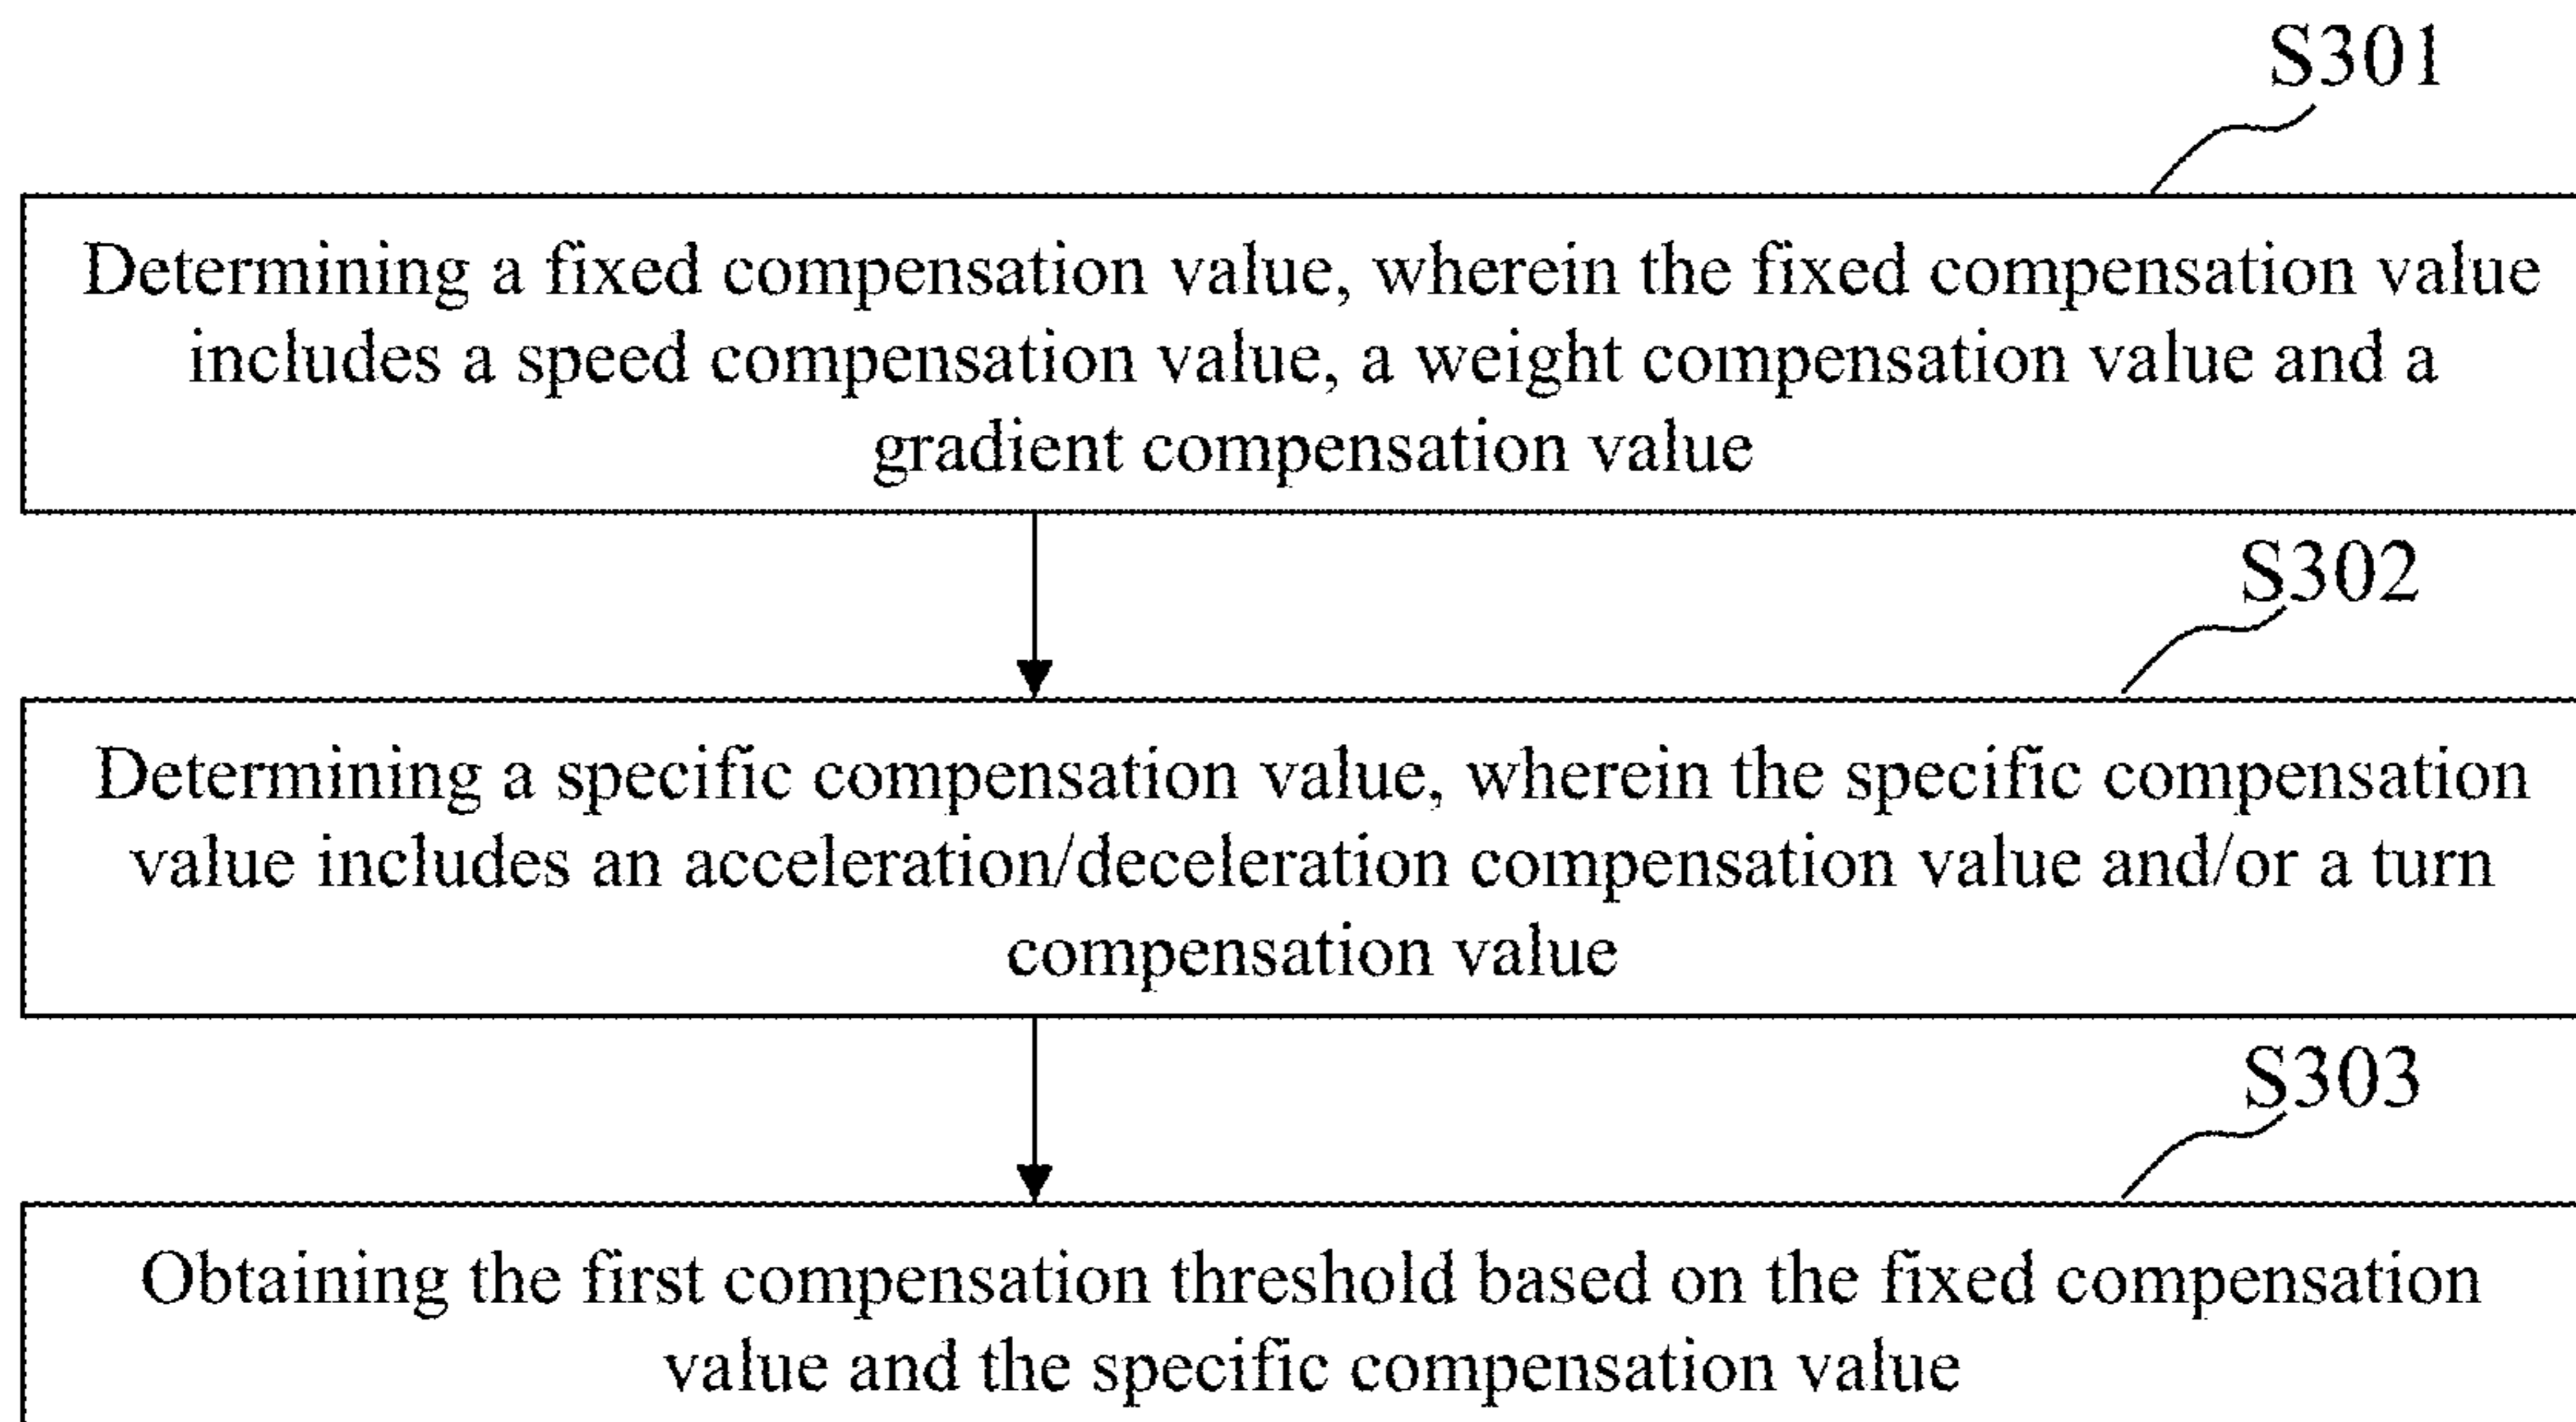 S301
Determining a fixed compensation value, wherein the fixed compensation value
includes a speed compensation value, a weight compensation value and a
gradient compensation value
S302
Determining a specific compensation value, wherein the specific compensation
value includes an acceleration/deceleration compensation value and/or a turn
compensation value
S303
Obtaining the first compensation threshold based on the fixed compensation
value and the specific compensation value